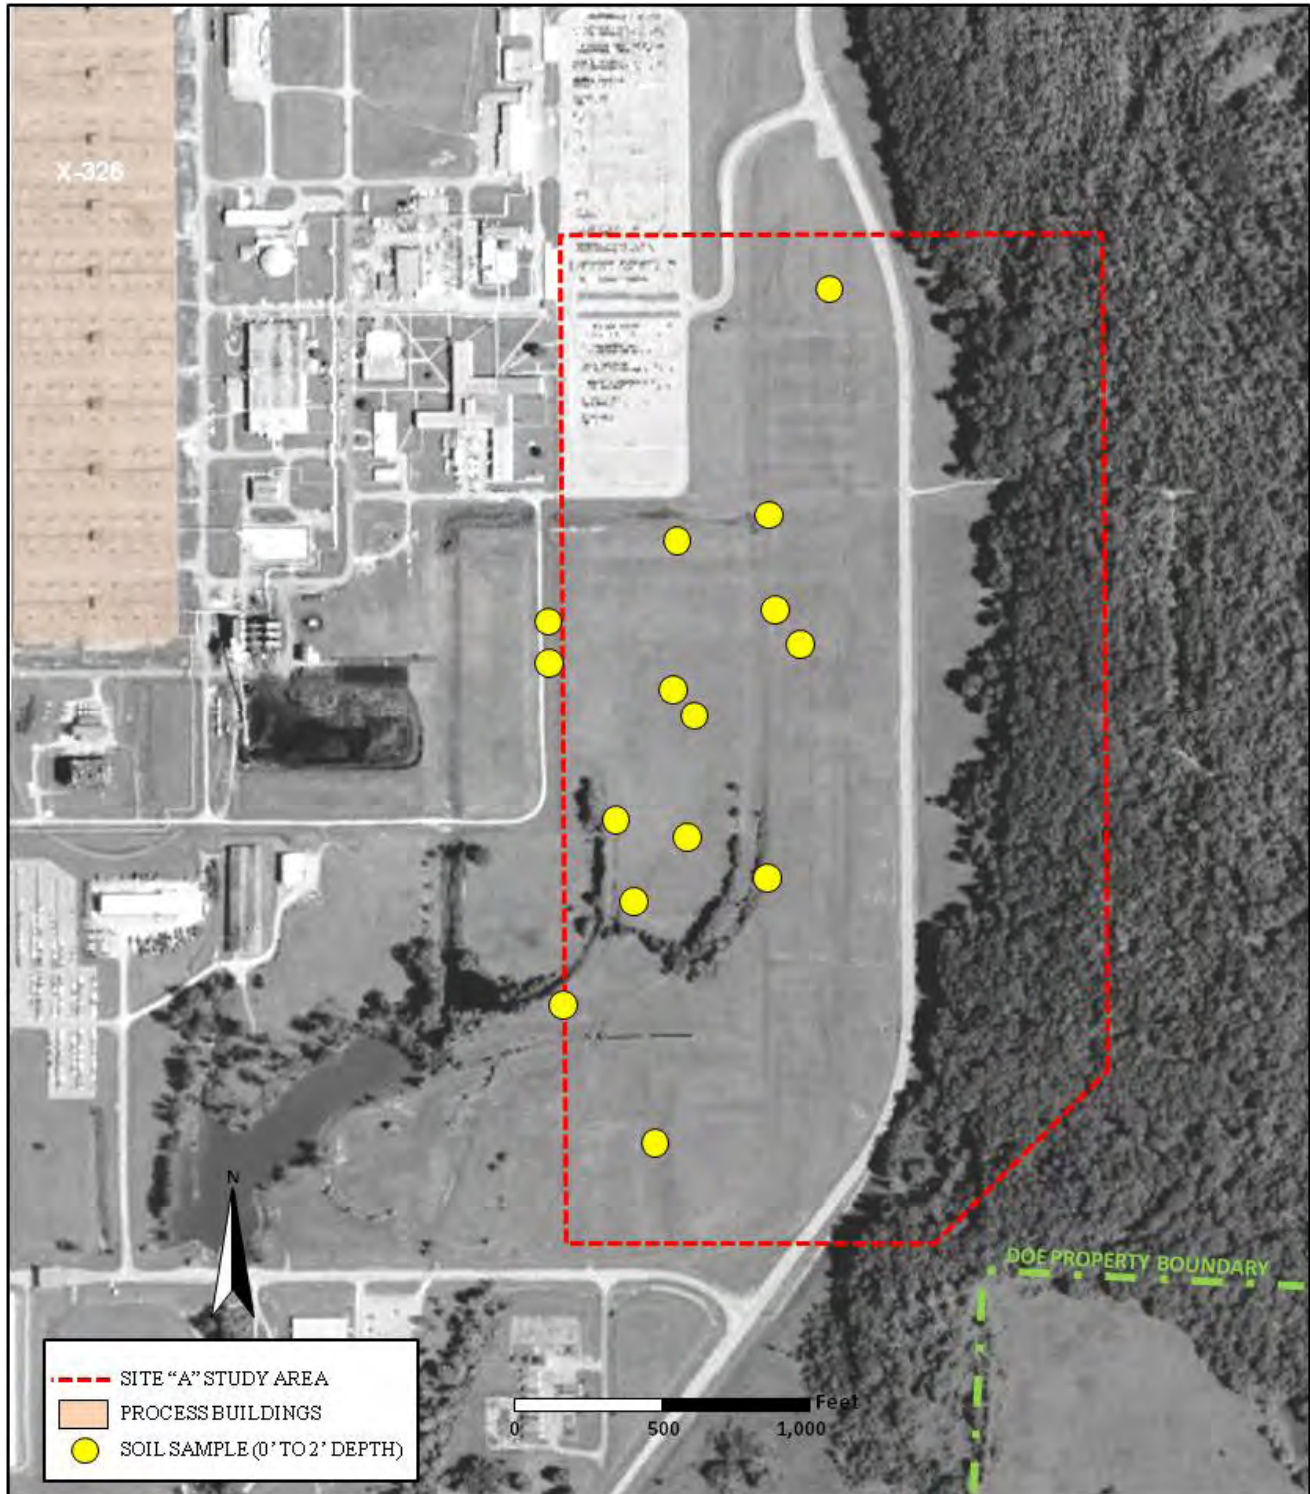 X-326
DOE PROPERTY BOUNDARY
N
SITE "A" STUDY AREA
PROCESS BUILDINGS
SOIL SAMPLE (0' TO 2' DEPTH)
Feet
0 500 1,000